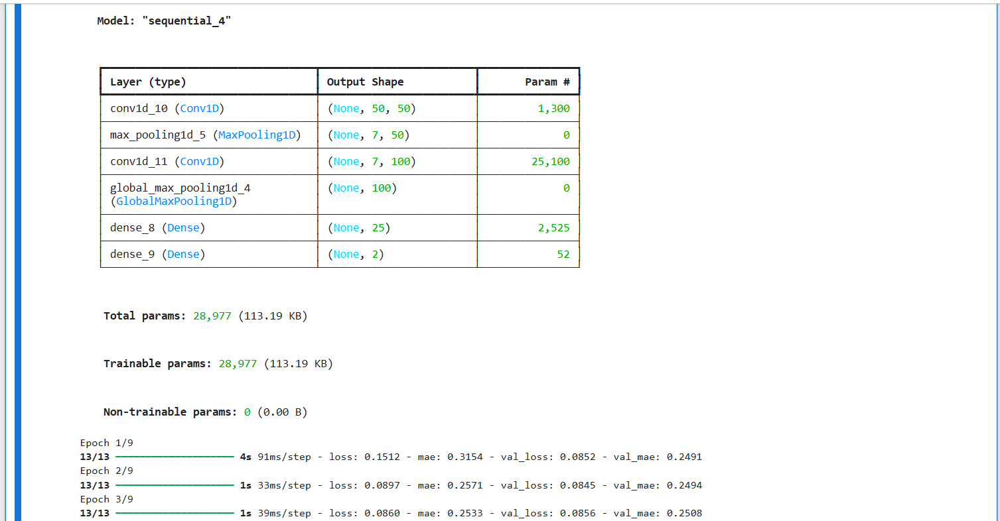 Model: "sequential_4"
Layer (type) Output Shape Param #
conv1d_10 (Conv1D) (None, 50, 50) 1,300
max_pooling1d_5 (MaxPooling1D) (None, 7, 50) 0
conv1d_11 (Conv1D) (None, 7, 100) 25,100
global_max_pooling1d_4 (None, 100) 0
(GlobalMaxPooling1D)
dense_8 (Dense) (None, 25) 2,525
dense_9 (Dense) (None, 2) 52
Total params: 28,977 (113.19 KB)
Trainable params: 28,977 (113.19 KB)
Non-trainable params: 0 (0.00 B)
Epoch 1/9
13/13 ━━━━━━━━━━━━━━━━━━━━ 4s 91ms/step - loss: 0.1512 - mae: 0.3154 - val_loss: 0.0852 - val_mae: 0.2491
Epoch 2/9
13/13 ━━━━━━━━━━━━━━━━━━━━ 1s 33ms/step - loss: 0.0897 - mae: 0.2571 - val_loss: 0.0845 - val_mae: 0.2494
Epoch 3/9
13/13 ━━━━━━━━━━━━━━━━━━━━ 1s 39ms/step - loss: 0.0860 - mae: 0.2533 - val_loss: 0.0856 - val_mae: 0.2508